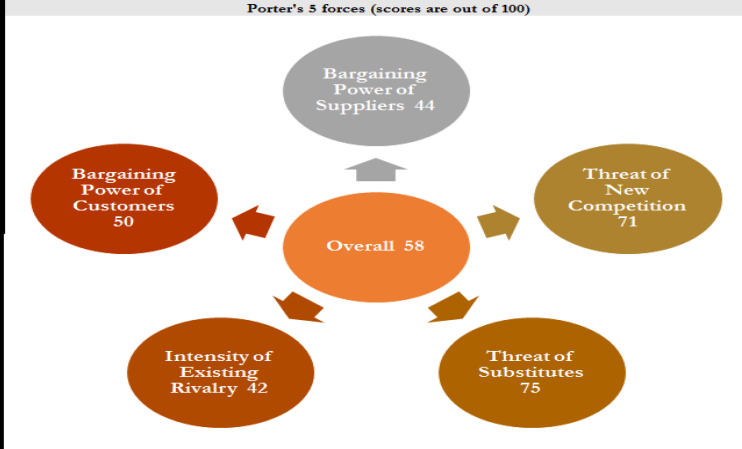 Porter's 5 forces (scores are out of 100)
Bargaining
Power of
Suppliers 44
Bargaining
Power of
Customers
50
Threat of
New
Competition
71
Overall 58
Intensity of
Existing
Rivalry 42
Threat of
Substitutes
75